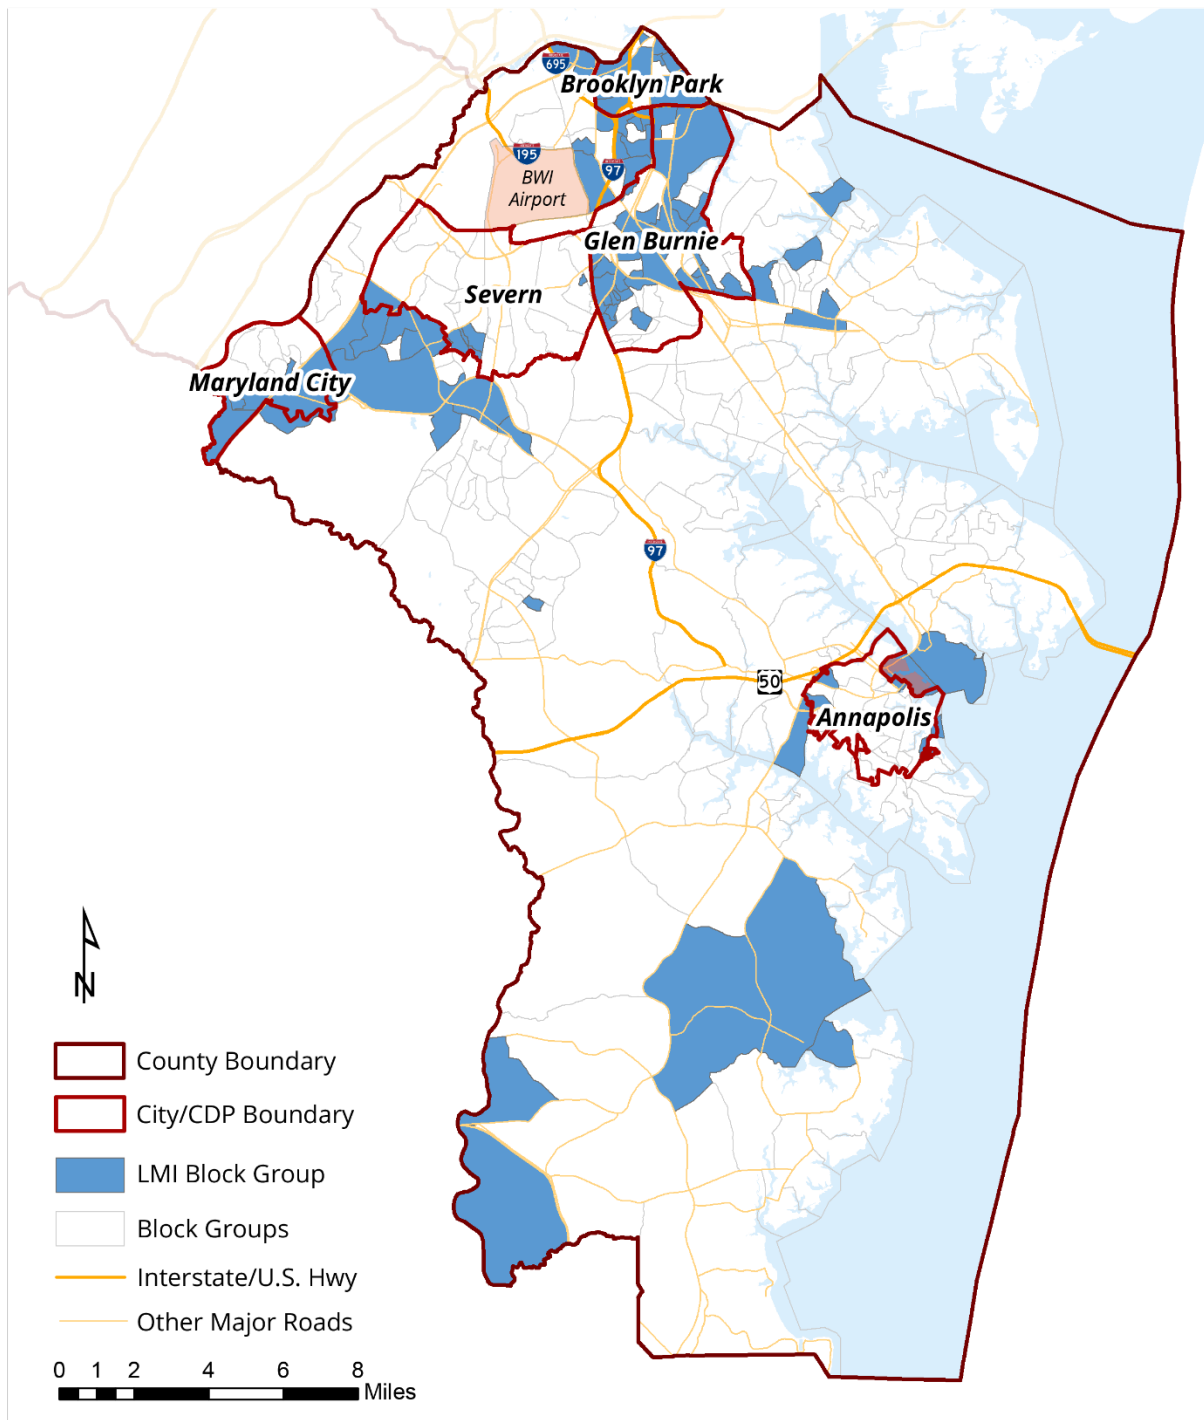 695
Brooklyn Park
195
97
BWI
Airport
Glen Burnie
Severn
Maryland City
97
50
Annapolis
N
County Boundary
City/CDP Boundary
LMI Block Group
Block Groups
Interstate/U.S. Hwy
Other Major Roads
0 1 2 4 6 8
Miles